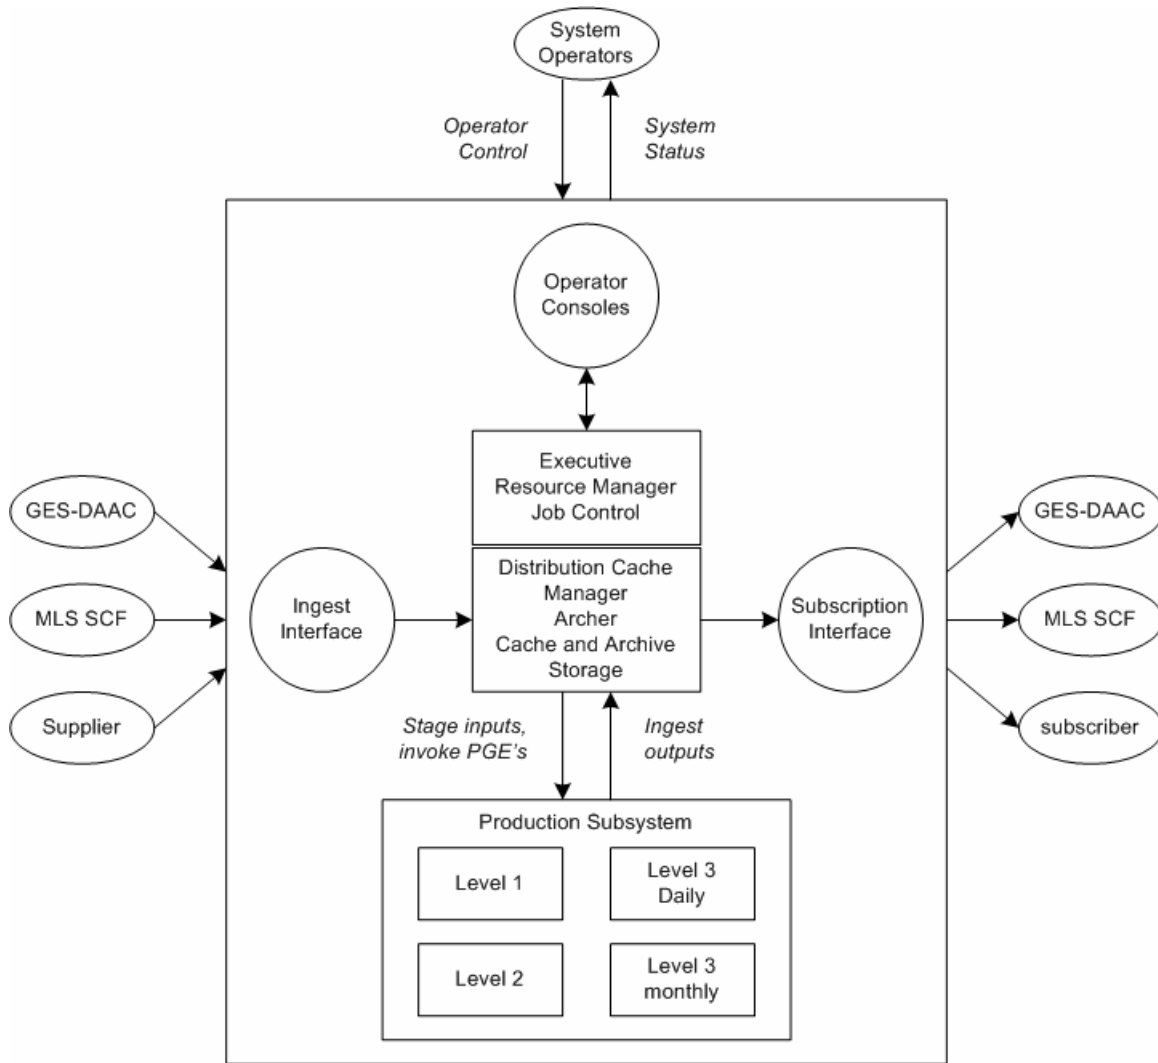 System
Operators
Operator
Control
System
Status
Operator
Consoles
Executive
Resource Manager
Job Control
GES-DAAC
MLS SCF
Supplier
Ingest
Interface
Distribution Cache
Manager
Archer
Cache and Archive
Storage
Subscription
Interface
GES-DAAC
MLS SCF
subscriber
Stage inputs,
invoke PGE's
Ingest
outputs
Production Subsystem
Level 1
Level 3
Daily
Level 2
Level 3
monthly